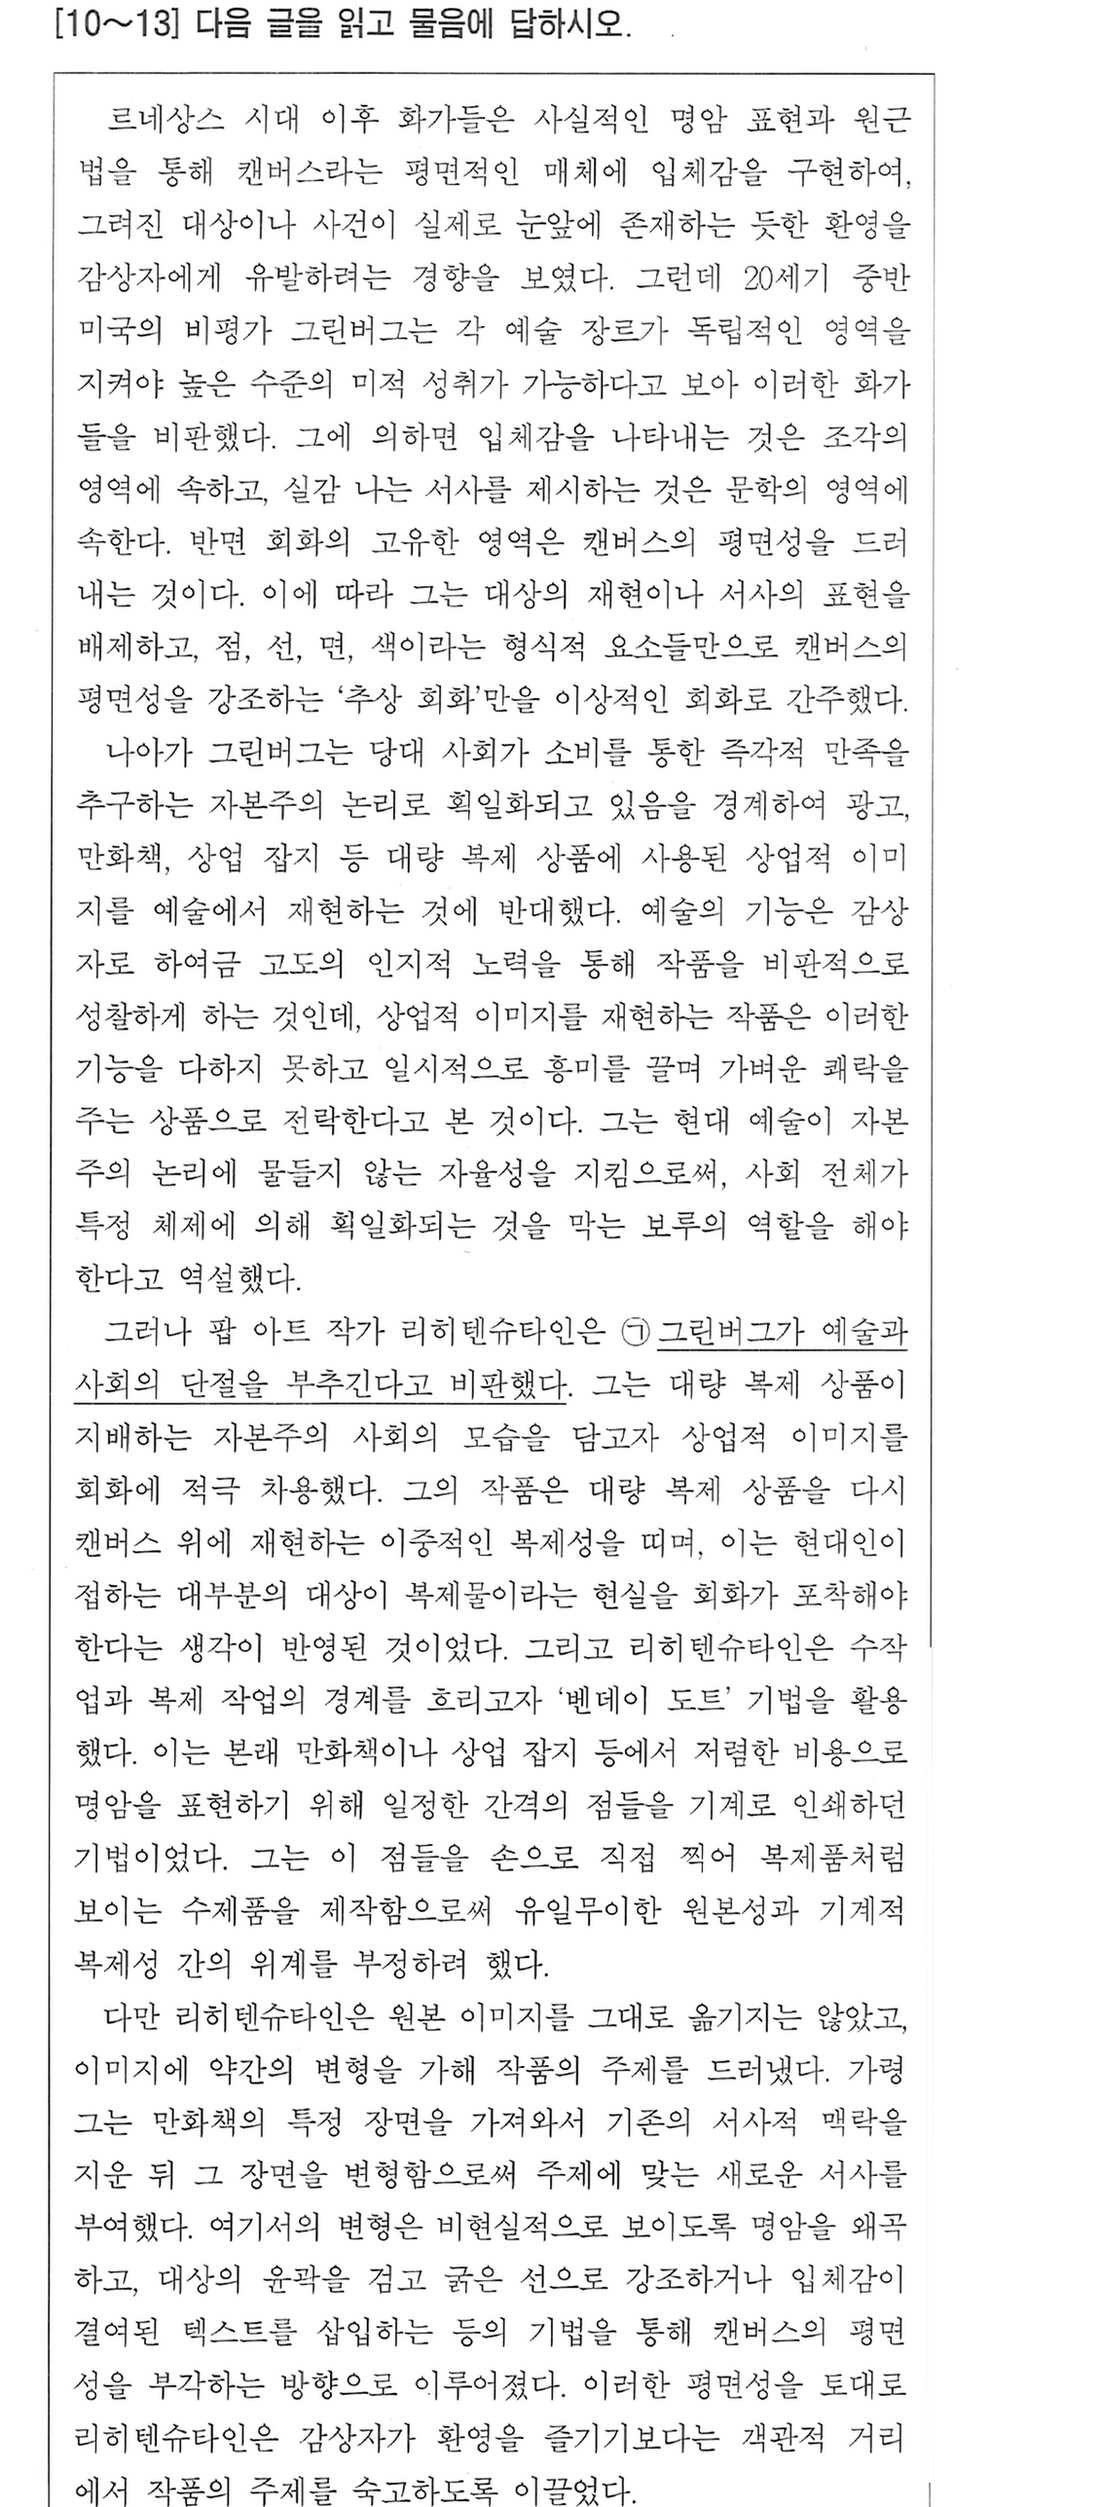 [10~13] 다음 글을 읽고 물음에 답하시오.
르네상스 시대 이후 화가들은 사실적인 명암 표현과 원근
법을 통해 캔버스라는 평면적인 매체에 입체감을 구현하여,
그려진 대상이나 사건이 실제로 눈앞에 존재하는 듯한 환영을
감상자에게 유발하려는 경향을 보였다. 그런데 20세기 중반
미국의 비평가 그린버그는 각 예술 장르가 독립적인 영역을
지켜야 높은 수준의 미적 성취가 가능하다고 보아 이러한 화가
들을 비판했다. 그에 의하면 입체감을 나타내는 것은 조각의
영역에 속하고, 실감 나는 서사를 제시하는 것은 문학의 영역에
속한다. 반면 회화의 고유한 영역은 캔버스의 평면성을 드러
내는 것이다. 이에 따라 그는 대상의 재현이나 서사의 표현을
배제하고, 점, 선, 면, 색이라는 형식적 요소들만으로 캔버스의
평면성을 강조하는 ‘추상 회화’만을 이상적인 회화로 간주했다.
나아가 그린버그는 당대 사회가 소비를 통한 즉각적 만족을
추구하는 자본주의 논리로 획일화되고 있음을 경계하여 광고,
만화책, 상업 잡지 등 대량 복제 상품에 사용된 상업적 이미
지를 예술에서 재현하는 것에 반대했다. 예술의 기능은 감상
자로 하여금 고도의 인지적 노력을 통해 작품을 비판적으로
성찰하게 하는 것인데, 상업적 이미지를 재현하는 작품은 이러한
기능을 다하지 못하고 일시적으로 흥미를 끌며 가벼운 쾌락을
주는 상품으로 전락한다고 본 것이다. 그는 현대 예술이 자본
주의 논리에 물들지 않는 자율성을 지킴으로써, 사회 전체가
특정 체제에 의해 획일화되는 것을 막는 보루의 역할을 해야
한다고 역설했다.
그러나 팝 아트 작가 리히텐슈타인은 ㉠그린버그가 예술과
사회의 단절을 부추긴다고 비판했다. 그는 대량 복제 상품이
지배하는 자본주의 사회의 모습을 담고자 상업적 이미지를
회화에 적극 차용했다. 그의 작품은 대량 복제 상품을 다시
캔버스 위에 재현하는 이중적인 복제성을 띠며, 이는 현대인이
접하는 대부분의 대상이 복제물이라는 현실을 회화가 포착해야
한다는 생각이 반영된 것이었다. 그리고 리히텐슈타인은 수작
업과 복제 작업의 경계를 흐리고자 ‘벤데이 도트’ 기법을 활용
했다. 이는 본래 만화책이나 상업 잡지 등에서 저렴한 비용으로
명암을 표현하기 위해 일정한 간격의 점들을 기계로 인쇄하던
기법이었다. 그는 이 점들을 손으로 직접 찍어 복제품처럼
보이는 수제품을 제작함으로써 유일무이한 원본성과 기계적
복제성 간의 위계를 부정하려 했다.
다만 리히텐슈타인은 원본 이미지를 그대로 옮기지는 않았고,
이미지에 약간의 변형을 가해 작품의 주제를 드러냈다. 가령
그는 만화책의 특정 장면을 가져와서 기존의 서사적 맥락을
지운 뒤 그 장면을 변형함으로써 주제에 맞는 새로운 서사를
부여했다. 여기서의 변형은 비현실적으로 보이도록 명암을 왜곡
하고, 대상의 윤곽을 검고 굵은 선으로 강조하거나 입체감이
결여된 텍스트를 삽입하는 등의 기법을 통해 캔버스의 평면
성을 부각하는 방향으로 이루어졌다. 이러한 평면성을 토대로
리히텐슈타인은 감상자가 환영을 즐기기보다는 객관적 거리
에서 작품의 주제를 숙고하도록 이끌었다.